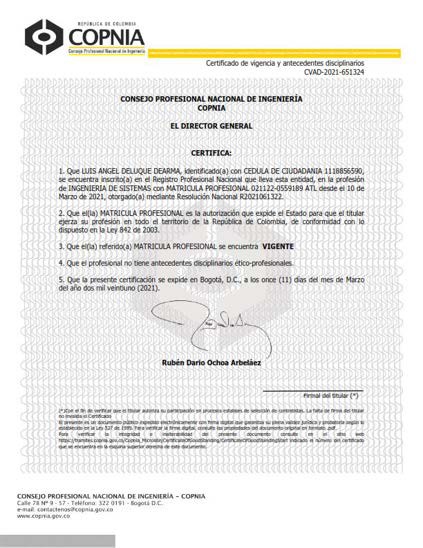 REPÚBLICA DE COLOMBIA
COPNIA
Consejo Profesional Nacional de Ingeniería
Certificado de vigencia y antecedentes disciplinarios
CVAD-2021-651324
CONSEJO PROFESIONAL NACIONAL DE INGENIERÍA
COPNIA
EL DIRECTOR GENERAL
CERTIFICA:
1. Que LUIS ANGEL DELUQUE DEARMA, identificado(a) con CEDULA DE CIUDADANIA 1118856590,
se encuentra inscrito(a) en el Registro Profesional Nacional que lleva esta entidad, en la profesión
de INGENIERIA DE SISTEMAS con MATRICULA PROFESIONAL 021122-0559189 ATL desde el 10 de
Marzo de 2021, otorgado(a) mediante Resolución Nacional R2021061322.
2. Que el(la) MATRICULA PROFESIONAL es la autorización que expide el Estado para que el titular
ejerza su profesión en todo el territorio de la República de Colombia, de conformidad con lo
dispuesto en la Ley 842 de 2003.
3. Que el(la) referido(a) MATRICULA PROFESIONAL se encuentra VIGENTE
4. Que el profesional no tiene antecedentes disciplinarios ético-profesionales.
5. Que la presente certificación se expide en Bogotá, D.C., a los once (11) días del mes de Marzo
del año dos mil veintiuno (2021).
Rubén Dario Ochoa Arbeláez
Firmal del titular (*)
(*)Con el fin de verificar que el titular autoriza su participación en procesos estatales de selección de contratistas. La falta de firma del titular
no invalida el Certificado
El presente es un documento público expedido electrónicamente con firma digital que garantiza su plena validez jurídica y probatoria según lo
establecido en la Ley 527 de 1999. Para verificar la firma digital, consulte las propiedades del documento original en formato .pdf.
Para verificar la integridad e inalterabilidad del presente documento consulte en el sitio web
https://tramites.copnia.gov.co/Copnia_Microsite/CertificateOfGoodStanding/CertificateOfGoodStandingStart indicado el número del certificado
que se encuentra en la esquina superior derecha de este documento.
CONSEJO PROFESIONAL NACIONAL DE INGENIERÍA – COPNIA
Calle 78 N° 9 - 57 - Teléfono: 322 0191 - Bogotá D.C.
e-mail: contactenos@copnia.gov.co
www.copnia.gov.co